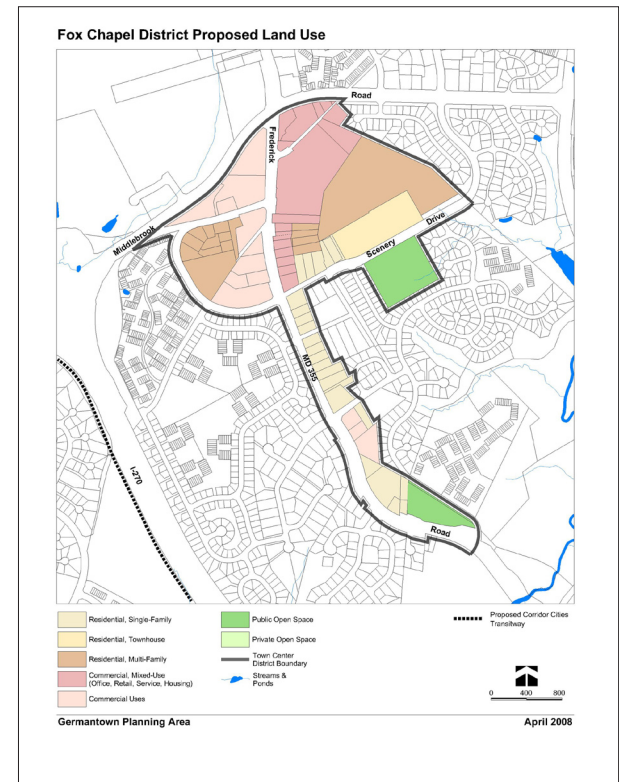 Fox Chapel District Proposed Land Use
Road
Frederick
Middlebrook
Drive
Scenery
MD 355
I-270
Road
Residential, Single-Family
Residential, Townhouse
Residential, Multi-Family
Commercial, Mixed-Use
(Office, Retail, Service, Housing)
Commercial Uses
Public Open Space
Private Open Space
Town Center
District Boundary
Streams &
Ponds
Proposed Corridor Cities
Transitway
0 400 800
Germantown Planning Area
April 2008